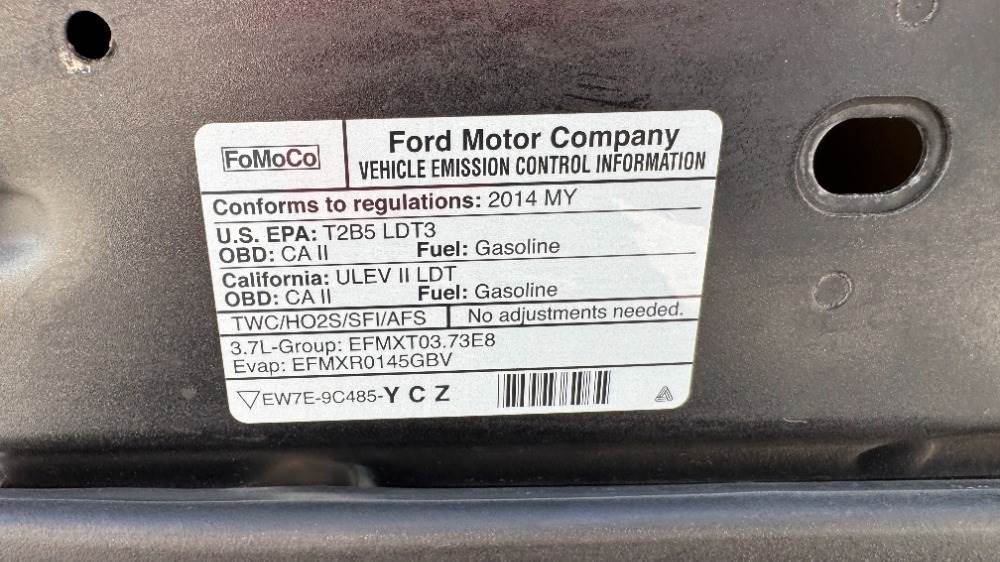 FoMoCo
Ford Motor Company
VEHICLE EMISSION CONTROL INFORMATION
Conforms to regulations: 2014 MY
U.S. EPA: T2B5 LDT3
OBD: CA II Fuel: Gasoline
California: ULEV II LDT
OBD: CA II Fuel: Gasoline
TWC/HO2S/SFI/AFS No adjustments needed.
3.7L-Group: EFMXT03.73E8
Evap: EFMXR0145GBV
EW7E-9C485-Y C Z